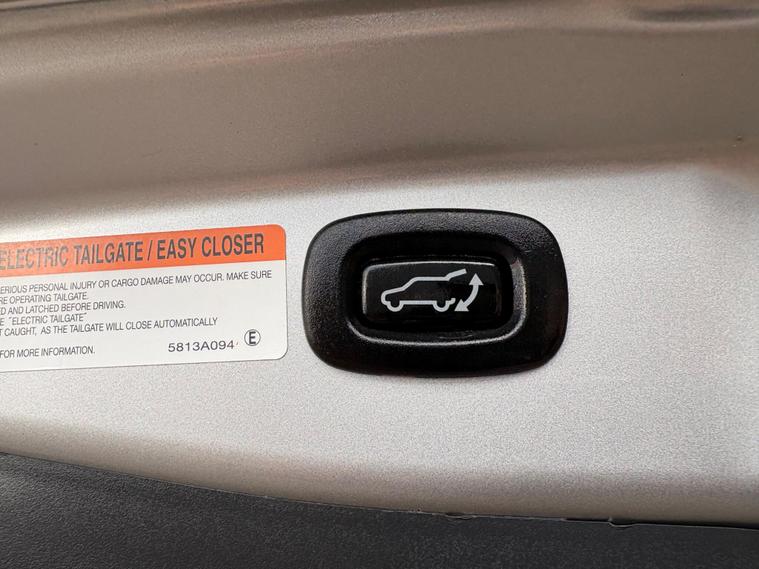 ELECTRIC TAILGATE / EASY CLOSER
ERIOUS PERSONAL INJURY OR CARGO DAMAGE MAY OCCUR. MAKE SURE
RE OPERATING TAILGATE.
ED AND LATCHED BEFORE DRIVING.
E "ELECTRIC TAILGATE"
T CAUGHT, AS THE TAILGATE WILL CLOSE AUTOMATICALLY
FOR MORE INFORMATION.
5813A094 E